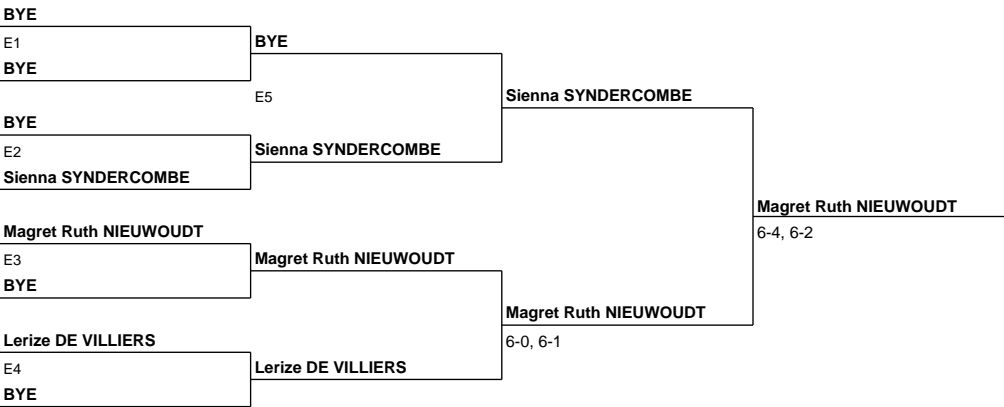 BYE
E1
BYE
BYE
E5
Sienna SYNDERCOMBE
BYE
E2
Sienna SYNDERCOMBE
Sienna SYNDERCOMBE
Magret Ruth NIEUWOUDT
6-4, 6-2
Magret Ruth NIEUWOUDT
E3
BYE
Magret Ruth NIEUWOUDT
Magret Ruth NIEUWOUDT
6-0, 6-1
Lerize DE VILLIERS
E4
BYE
Lerize DE VILLIERS